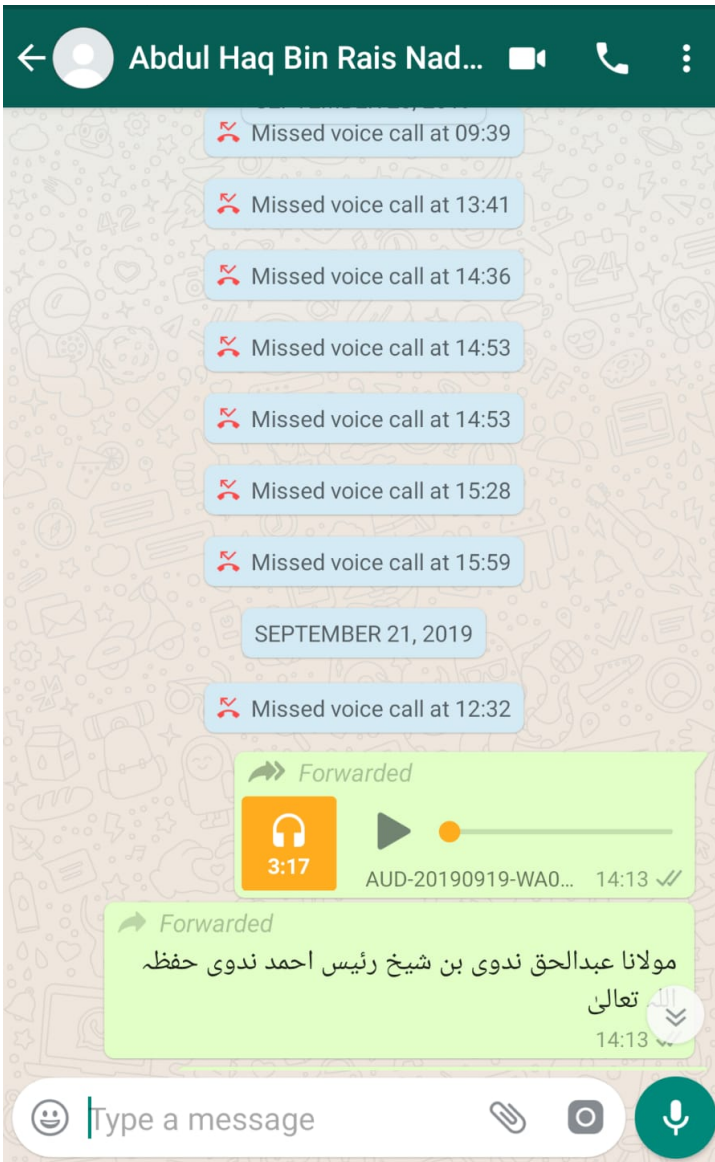 Abdul Haq Bin Rais Nad...
Missed voice call at 09:39
Missed voice call at 13:41
Missed voice call at 14:36
Missed voice call at 14:53
Missed voice call at 14:53
Missed voice call at 15:28
Missed voice call at 15:59
SEPTEMBER 21, 2019
Missed voice call at 12:32
Forwarded
3:17
AUD-20190919-WA0... 14:13
Forwarded
مولانا عبدالحق ندوی بن شیخ رئیس احمد ندوی حفظہ
اللہ تعالیٰ
14:13
Type a message